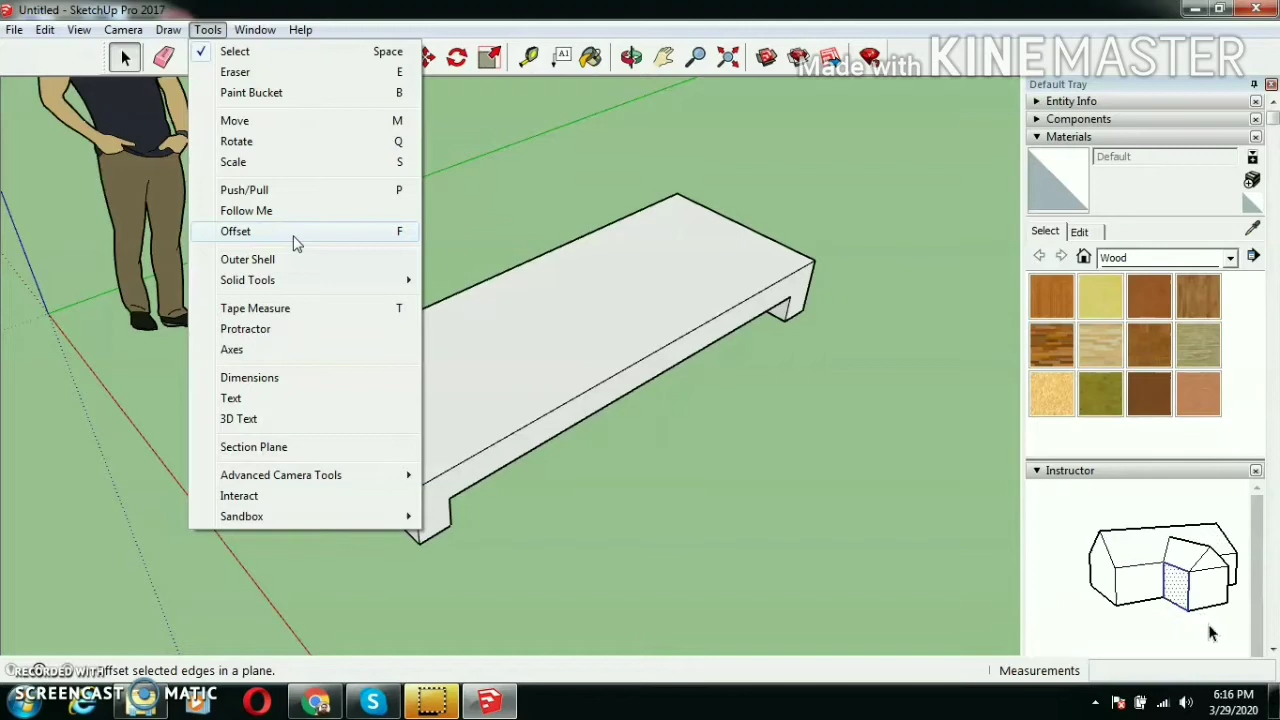 Untitled - SketchUp Pro 2017
File Edit View Camera Draw Tools Window Help
Made with KINEMASTER
Select Space
Eraser E
Paint Bucket B
Move M
Rotate Q
Scale S
Push/Pull P
Follow Me
Offset F
Outer Shell
Solid Tools
Tape Measure T
Protractor
Axes
Dimensions
Text
3D Text
Section Plane
Advanced Camera Tools
Interact
Sandbox
Default Tray
Entity Info
Components
Materials
Default
Select Edit
Wood
Instructor
Offset selected edges in a plane.
Measurements
RECORDED WITH
SCREENCAST MATIC
6:16 PM
3/29/2020